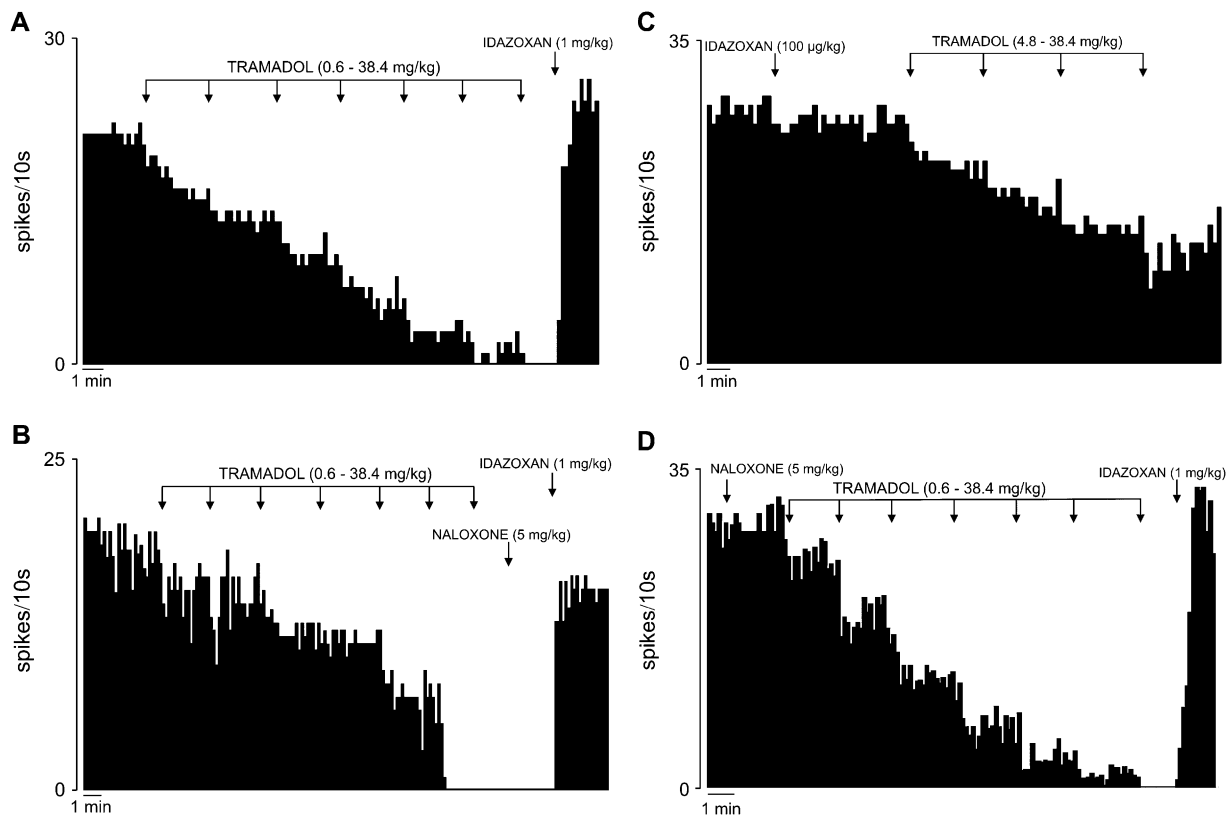 A
30
IDAZOXAN (1 mg/kg)
TRAMADOL (0.6 - 38.4 mg/kg)
spikes/10s
0
1 min
C
35
IDAZOXAN (100 µg/kg)
TRAMADOL (4.8 - 38.4 mg/kg)
spikes/10s
0
1 min
B
25
IDAZOXAN (1 mg/kg)
TRAMADOL (0.6 - 38.4 mg/kg)
NALOXONE (5 mg/kg)
spikes/10s
0
1 min
D
35
NALOXONE (5 mg/kg)
IDAZOXAN (1 mg/kg)
TRAMADOL (0.6 - 38.4 mg/kg)
spikes/10s
0
1 min